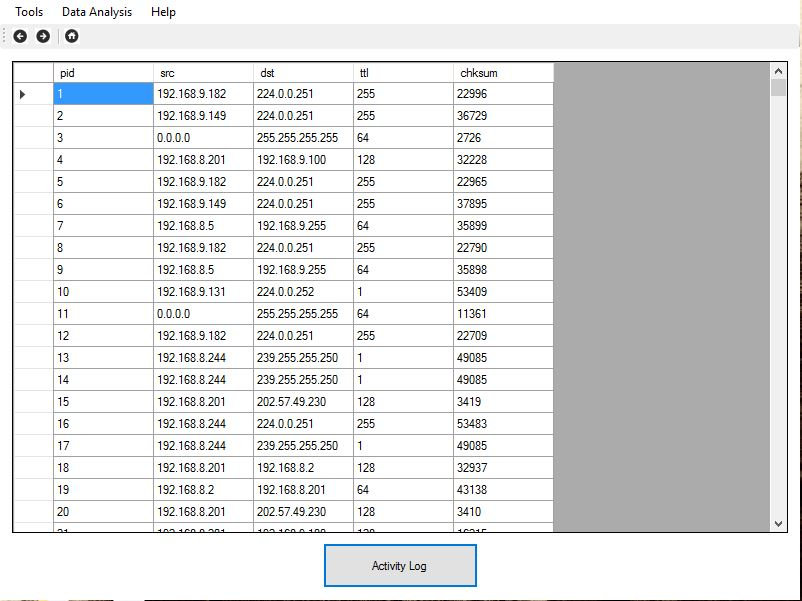 Tools Data Analysis Help
pid src dst ttl chksum
1 192.168.9.182 224.0.0.251 255 22996
2 192.168.9.149 224.0.0.251 255 36729
3 0.0.0.0 255.255.255.255 64 2726
4 192.168.8.201 192.168.9.100 128 32228
5 192.168.9.182 224.0.0.251 255 22965
6 192.168.9.149 224.0.0.251 255 37895
7 192.168.8.5 192.168.9.255 64 35899
8 192.168.9.182 224.0.0.251 255 22790
9 192.168.8.5 192.168.9.255 64 35898
10 192.168.9.131 224.0.0.252 1 53409
11 0.0.0.0 255.255.255.255 64 11361
12 192.168.9.182 224.0.0.251 255 22709
13 192.168.8.244 239.255.255.250 1 49085
14 192.168.8.244 239.255.255.250 1 49085
15 192.168.8.201 202.57.49.230 128 3419
16 192.168.8.244 224.0.0.251 255 53483
17 192.168.8.244 239.255.255.250 1 49085
18 192.168.8.201 192.168.8.2 128 32937
19 192.168.8.2 192.168.8.201 64 43138
20 192.168.8.201 202.57.49.230 128 3410
Activity Log